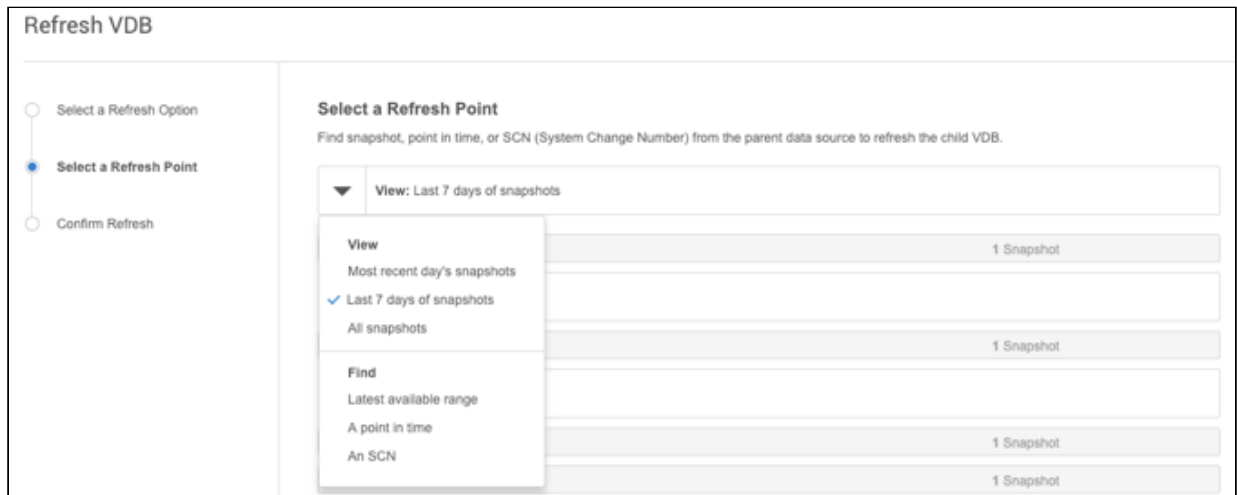 Refresh VDB
Select a Refresh Option
Select a Refresh Point
Confirm Refresh
Select a Refresh Point
Find snapshot, point in time, or SCN (System Change Number) from the parent data source to refresh the child VDB.
View: Last 7 days of snapshots
View
Most recent day's snapshots
Last 7 days of snapshots
All snapshots
Find
Latest available range
A point in time
An SCN
1 Snapshot
1 Snapshot
1 Snapshot
1 Snapshot